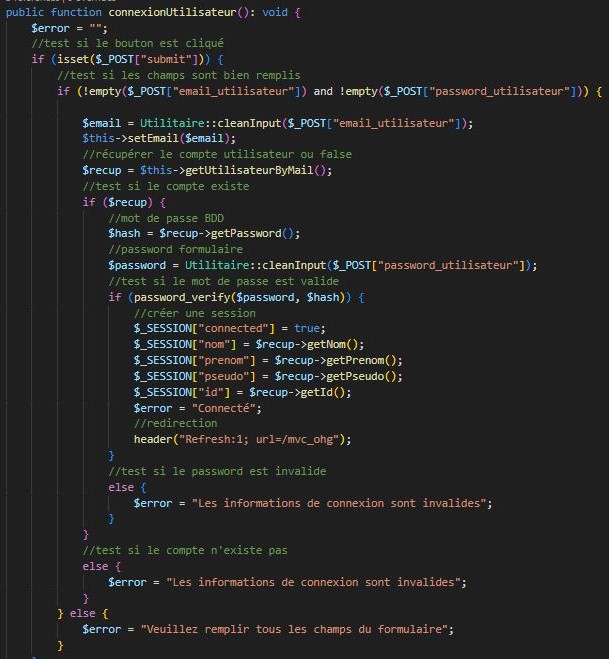 public function connexionUtilisateur(): void {
    $error = "";
    //test si le bouton est cliqué
    if (isset($_POST["submit"])) {
        //test si les champs sont bien remplis
        if (!empty($_POST["email_utilisateur"]) and !empty($_POST["password_utilisateur"])) {

            $email = Utilitaire::cleanInput($_POST["email_utilisateur"]);
            $this->setEmail($email);
            //récupérer le compte utilisateur ou false
            $recup = $this->getUtilisateurByMail();
            //test si le compte existe
            if ($recup) {
                //mot de passe BDD
                $hash = $recup->getPassword();
                //password formulaire
                $password = Utilitaire::cleanInput($_POST["password_utilisateur"]);
                //test si le mot de passe est valide
                if (password_verify($password, $hash)) {
                    //créer une session
                    $_SESSION["connected"] = true;
                    $_SESSION["nom"] = $recup->getNom();
                    $_SESSION["prenom"] = $recup->getPrenom();
                    $_SESSION["pseudo"] = $recup->getPseudo();
                    $_SESSION["id"] = $recup->getId();
                    $error = "Connecté";
                    //redirection
                    header("Refresh:1; url=/mvc_ohg");
                }
                //test si le password est invalide
                else {
                    $error = "Les informations de connexion sont invalides";
                }
            }
            //test si le compte n'existe pas
            else {
                $error = "Les informations de connexion sont invalides";
            }
        } else {
            $error = "Veuillez remplir tous les champs du formulaire";
        }